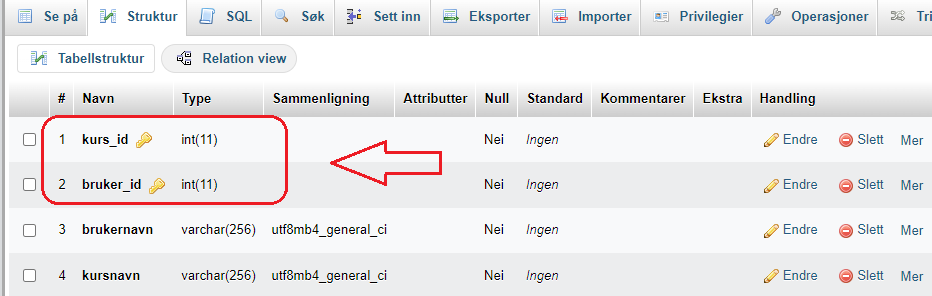 Se på Struktur SQL Søk Sett inn Eksporter Importer Privilegier Operasjoner Tri
Tabellstruktur Relation view
# Navn Type Sammenligning Attributter Null Standard Kommentarer Ekstra Handling
1 kurs_id int(11) Nei Ingen Endre Slett Mer
2 bruker_id int(11) Nei Ingen Endre Slett Mer
3 brukernavn varchar(256) utf8mb4_general_ci Nei Ingen Endre Slett Mer
4 kursnavn varchar(256) utf8mb4_general_ci Nei Ingen Endre Slett Mer